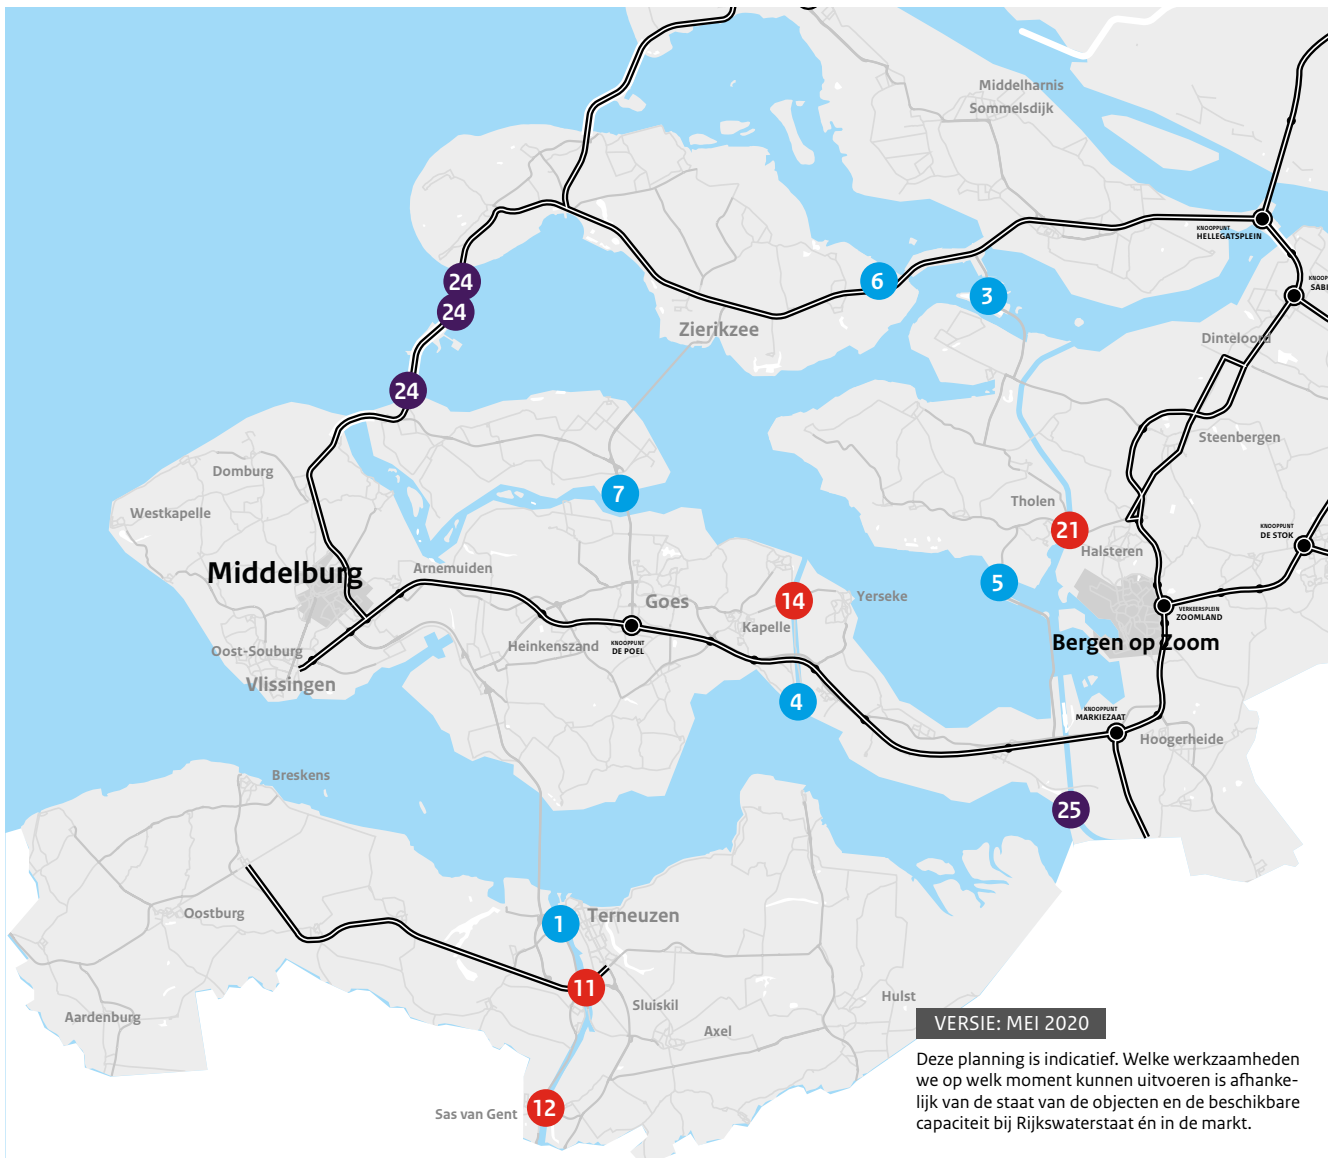 Middelharnis
Sommelsdijk
KNOOPPUNT
HELLEGATSPLEIN
24
6
3
24
Zierikzee
Dinteloord
24
Steenbergen
Domburg
7
Tholen
Westkapelle
21
KNOOPPUNT
DE STOK
Halsteren
Arnemuiden
Middelburg
5
Goes
14
Yerseke
VERKEERSPLEIN
ZOOMLAND
Kapelle
KNOOPPUNT
DE POEL
Heinkenszand
Bergen op Zoom
Oost-Souburg
Vlissingen
4
KNOOPPUNT
MARKIEZAAT
Hoogerheide
Breskens
25
Oostburg
1
Terneuzen
11
Sluiskil
Hulst
Aardenburg
Axel
12
Sas van Gent
VERSIE: MEI 2020
Deze planning is indicatief. Welke werkzaamheden
we op welk moment kunnen uitvoeren is afhanke-
lijk van de staat van de objecten en de beschikbare
capaciteit bij Rijkswaterstaat én in de markt.